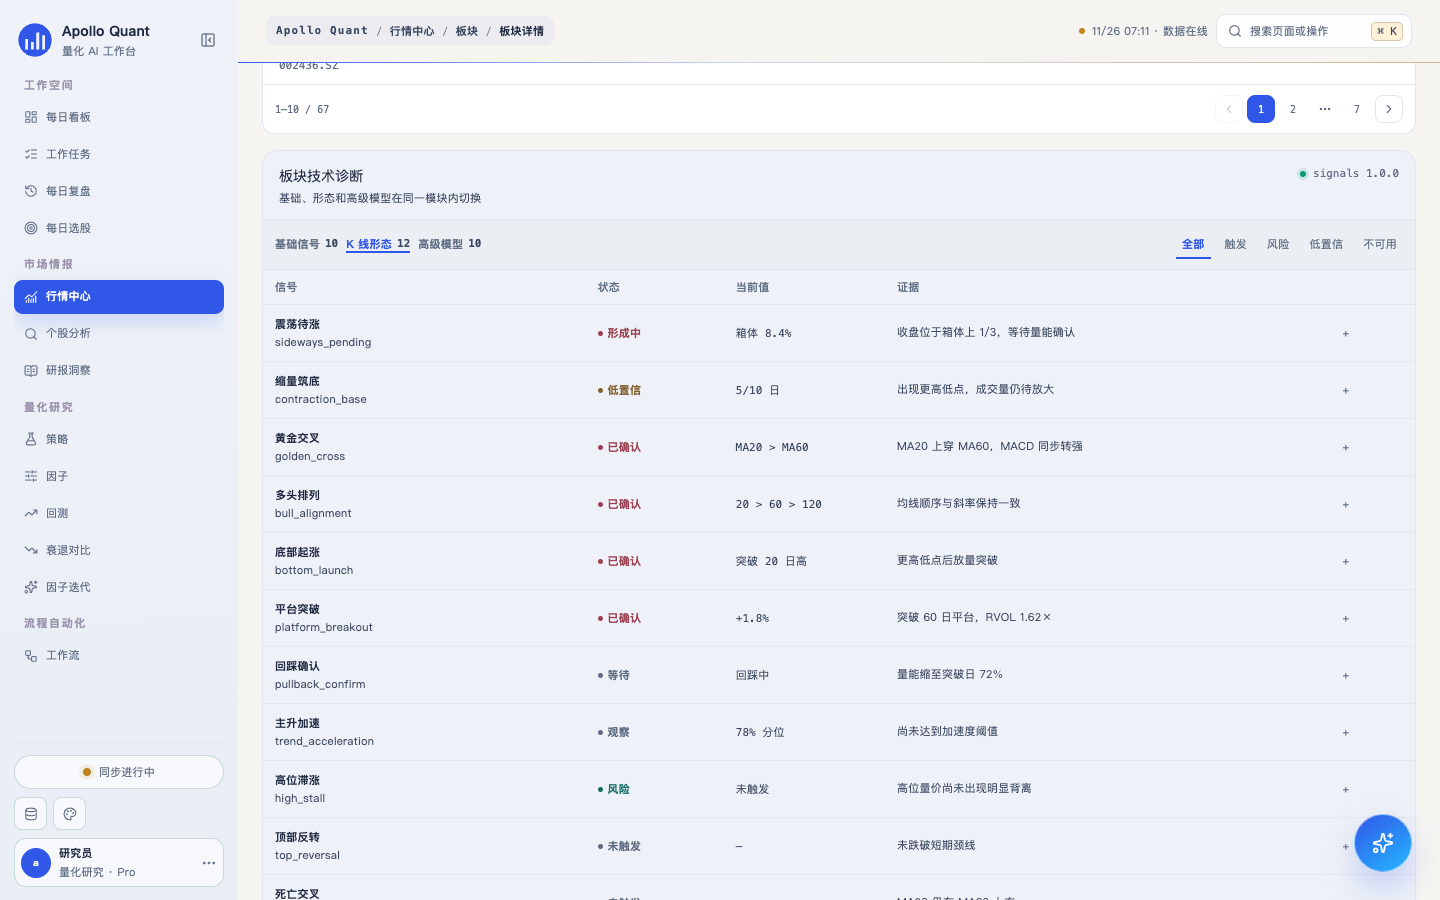 Apollo Quant
量化 AI 工作台
工作空间
每日看板
工作任务
每日复盘
每日选股
市场情报
行情中心
个股分析
研报洞察
量化研究
策略
因子
回测
衰退对比
因子迭代
流程自动化
工作流
同步进行中
a
研究员
量化研究 · Pro
Apollo Quant / 行情中心 / 板块 / 板块详情
11/26 07:11 · 数据在线
搜索页面或操作
⌘ K
002436.SZ
1–10 / 67
1 2 ··· 7
板块技术诊断
基础、形态和高级模型在同一模块内切换
signals 1.0.0
基础信号 10 K 线形态 12 高级模型 10
全部 触发 风险 低置信 不可用
信号 状态 当前值 证据
震荡待涨
sideways_pending
形成中 箱体 8.4% 收盘位于箱体上 1/3，等待量能确认 +
缩量筑底
contraction_base
低置信 5/10 日 出现更高低点，成交量仍待放大 +
黄金交叉
golden_cross
已确认 MA20 > MA60 MA20 上穿 MA60，MACD 同步转强 +
多头排列
bull_alignment
已确认 20 > 60 > 120 均线顺序与斜率保持一致 +
底部起涨
bottom_launch
已确认 突破 20 日高 更高低点后放量突破 +
平台突破
platform_breakout
已确认 +1.8% 突破 60 日平台，RVOL 1.62× +
回踩确认
pullback_confirm
等待 回踩中 量能缩至突破日 72% +
主升加速
trend_acceleration
观察 78% 分位 尚未达到加速度阈值 +
高位滞涨
high_stall
风险 未触发 高位量价尚未出现明显背离 +
顶部反转
top_reversal
未触发 — 未跌破短期颈线 +
死亡交叉